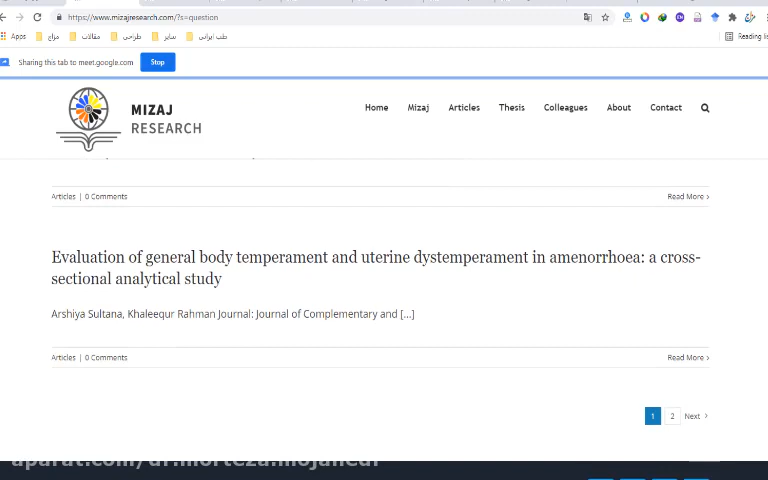 https://www.mizajresearch.com/?s=question
Apps مزاج مقالات طراحی سایر طب ایرانی Reading list
Sharing this tab to meet.google.com Stop
MIZAJ
RESEARCH
Home Mizaj Articles Thesis Colleagues About Contact
Articles | 0 Comments Read More >
Evaluation of general body temperament and uterine dystemperament in amenorrhoea: a cross-
sectional analytical study
Arshiya Sultana, Khaleequr Rahman Journal: Journal of Complementary and [...]
Articles | 0 Comments Read More >
1 2 Next >
aparat.com/dr.morteza.mojahedi